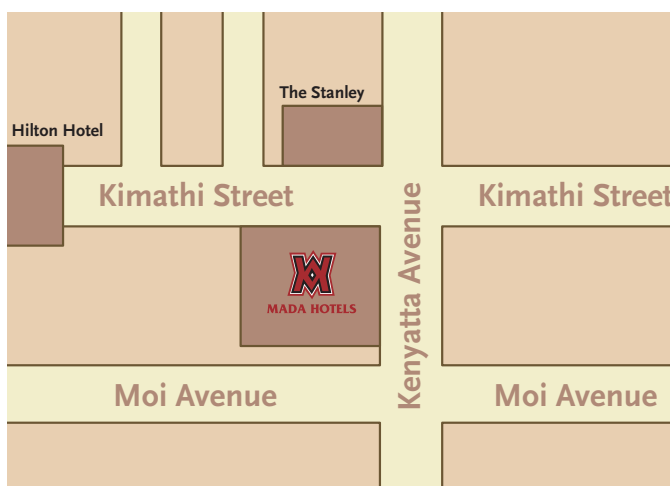 The Stanley
Hilton Hotel
Kimathi Street
Kimathi Street
Kenyatta Avenue
MADA HOTELS
Moi Avenue
Moi Avenue